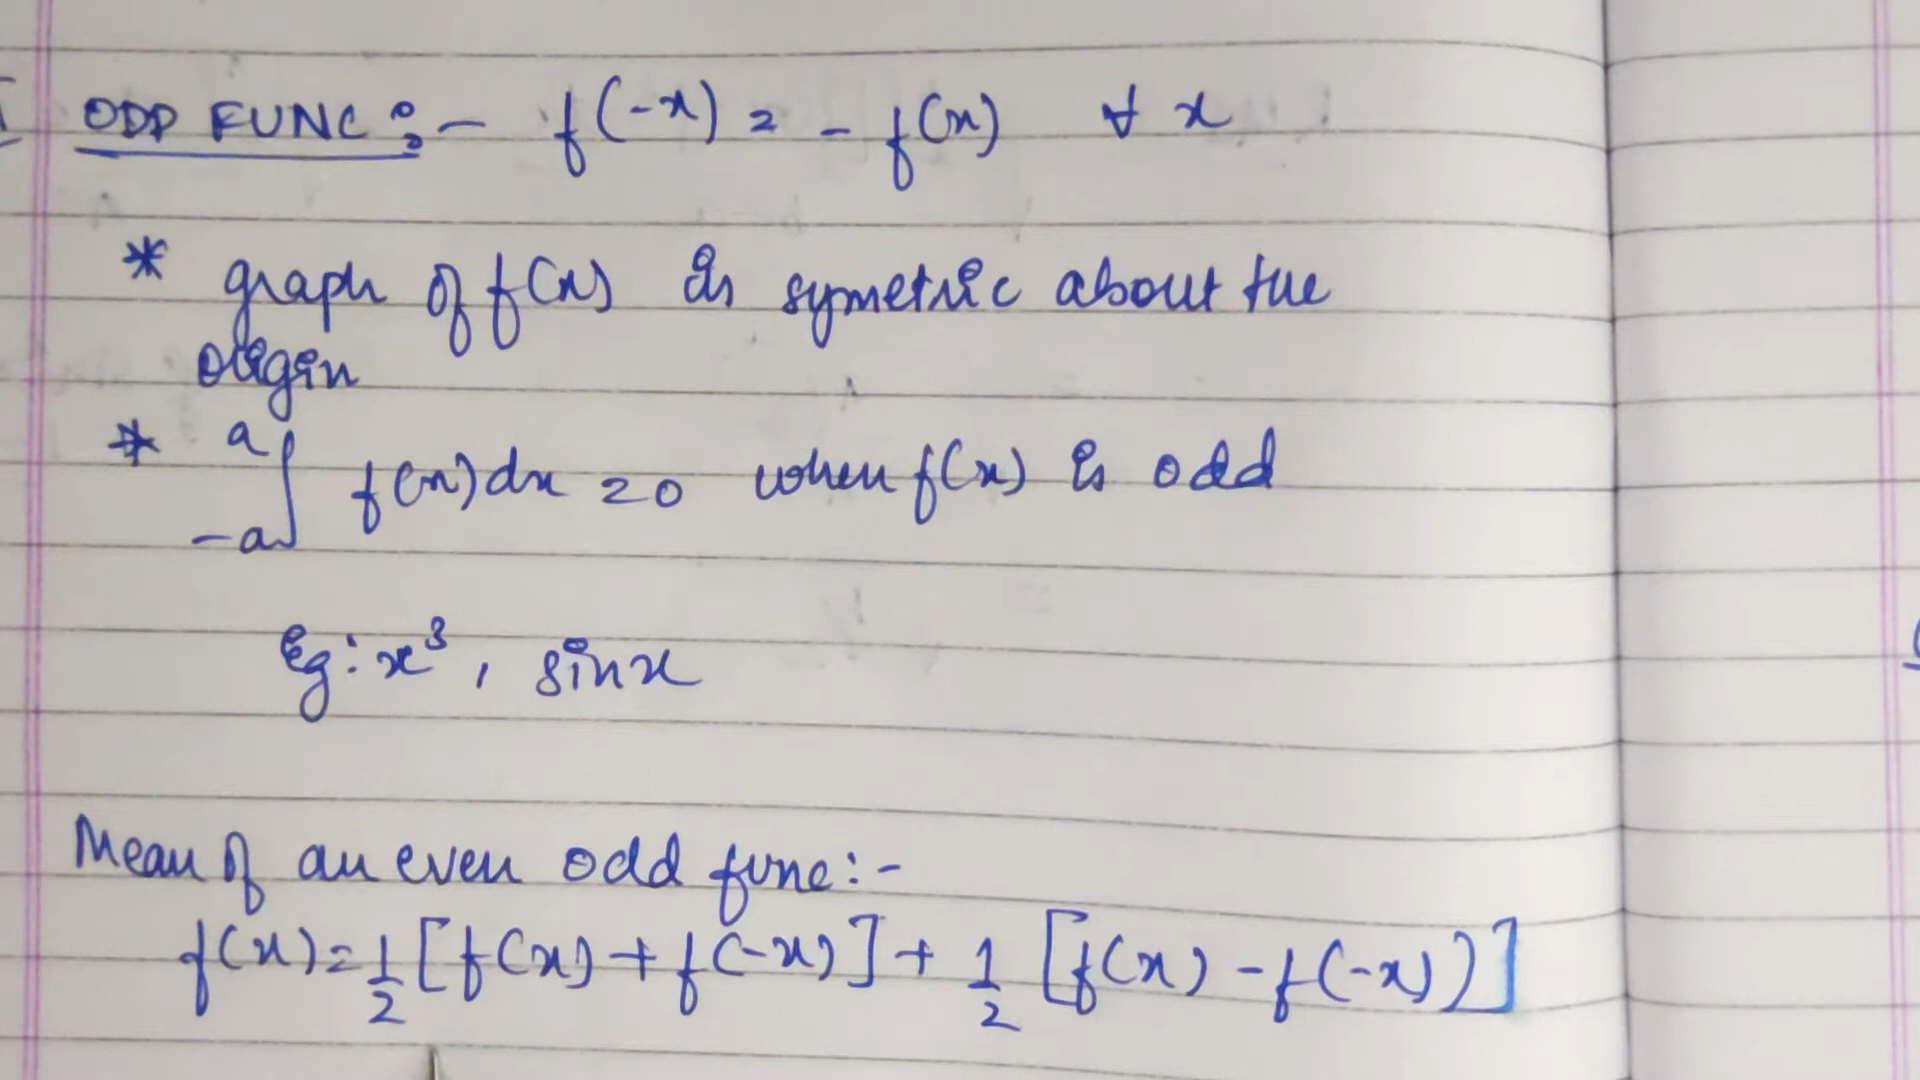 ODD FUNC :- f(-x) = - f(x) ∀ x
* graph of f(x) is symetric about the
origin
* ∫_{-a}^{a} f(x)dx = 0 when f(x) is odd
Eg: x³, sinx
Mean of an even odd func:-
f(x) = 1/2 [f(x) + f(-x)] + 1/2 [f(x) - f(-x)]